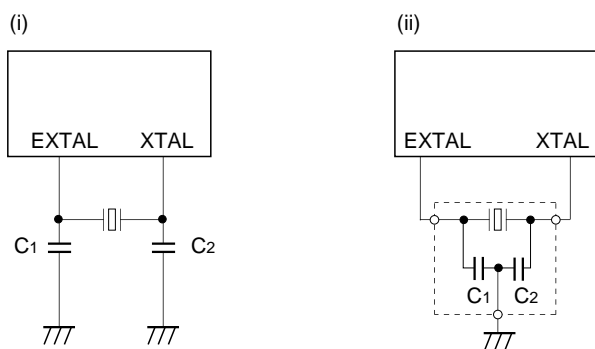 (i)
EXTAL XTAL
C1
C2
(ii)
EXTAL XTAL
C1 C2